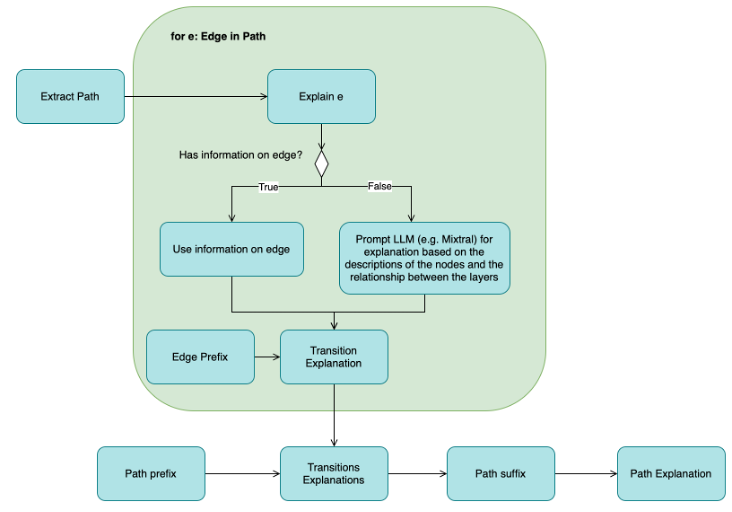 for e: Edge in Path
Extract Path
Explain e
Has information on edge?
True
False
Use information on edge
Prompt LLM (e.g. Mixtral) for
explanation based on the
descriptions of the nodes and the
relationship between the layers
Edge Prefix
Transition
Explanation
Path prefix
Transitions
Explanations
Path suffix
Path Explanation